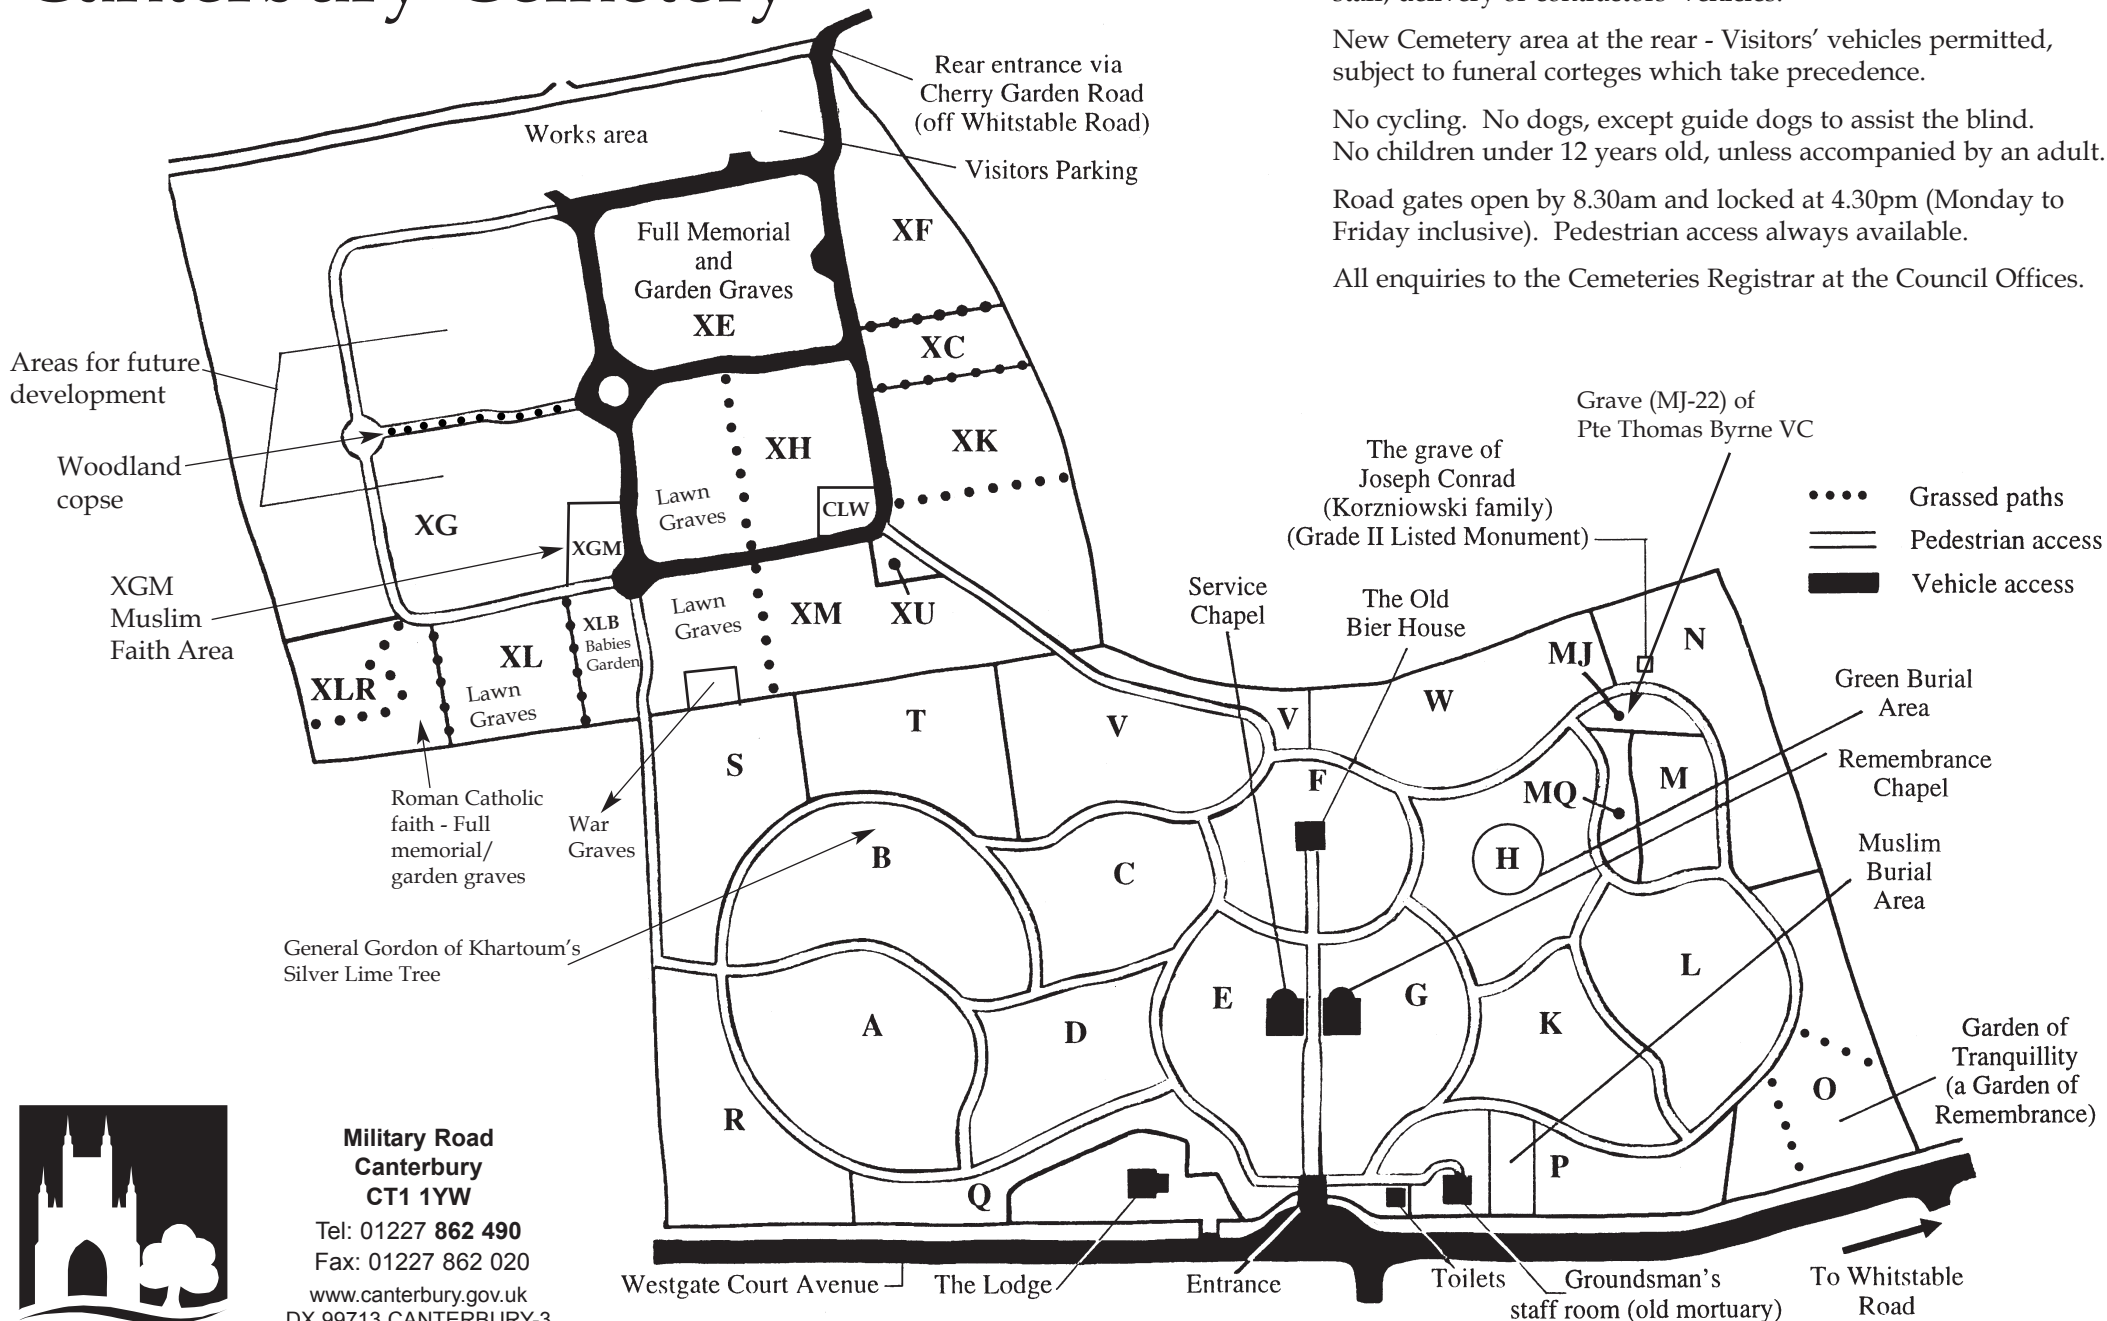 Canterbury Cemetery
staff, delivery or contractors' vehicles.
New Cemetery area at the rear - Visitors' vehicles permitted,
subject to funeral corteges which take precedence.
No cycling.  No dogs, except guide dogs to assist the blind.
No children under 12 years old, unless accompanied by an adult.
Road gates open by 8.30am and locked at 4.30pm (Monday to
Friday inclusive).  Pedestrian access always available.
All enquiries to the Cemeteries Registrar at the Council Offices.
Rear entrance via
Cherry Garden Road
(off Whitstable Road)
Works area
Visitors Parking
Full Memorial
and
Garden Graves
XE
XF
XC
XK
XH
Lawn
Graves
CLW
Areas for future
development
Woodland
copse
XG
XGM
XGM
Muslim
Faith Area
XLR
XL
Lawn
Graves
XLB
Babies
Garden
Lawn
Graves
XM
XU
Roman Catholic
faith - Full
memorial/
garden graves
War
Graves
General Gordon of Khartoum's
Silver Lime Tree
Grave (MJ-22) of
Pte Thomas Byrne VC
The grave of
Joseph Conrad
(Korzniowski family)
(Grade II Listed Monument)
Service
Chapel
The Old
Bier House
Grassed paths
Pedestrian access
Vehicle access
MJ
N
W
V
V
T
S
F
MQ
M
H
B
C
Green Burial
Area
Remembrance
Chapel
Muslim
Burial
Area
L
E
G
K
A
D
R
Q
P
O
Garden of
Tranquillity
(a Garden of
Remembrance)
Westgate Court Avenue
The Lodge
Entrance
Toilets
Groundsman's
staff room (old mortuary)
To Whitstable
Road
Military Road
Canterbury
CT1 1YW
Tel: 01227 862 490
Fax: 01227 862 020
www.canterbury.gov.uk
DX 99713 CANTERBURY-3